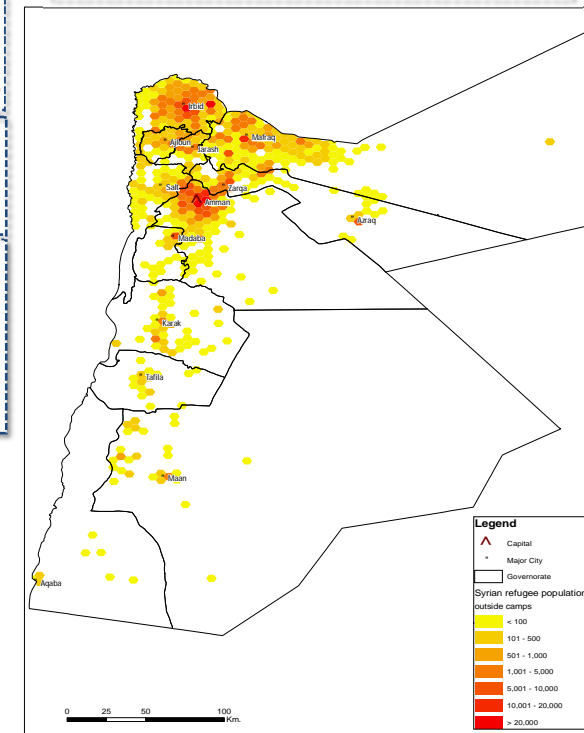 Irbid
Mafraq
Ajloun
Jarash
Salt
Zarqa
Amman
Azraq
Madaba
Karak
Tafila
Maan
Aqaba
Legend
Capital
Major City
Governorate
Syrian refugee population
outside camps
< 100
101 - 500
501 - 1,000
1,001 - 5,000
5,001 - 10,000
10,001 - 20,000
> 20,000
0 25 50 100
Km.